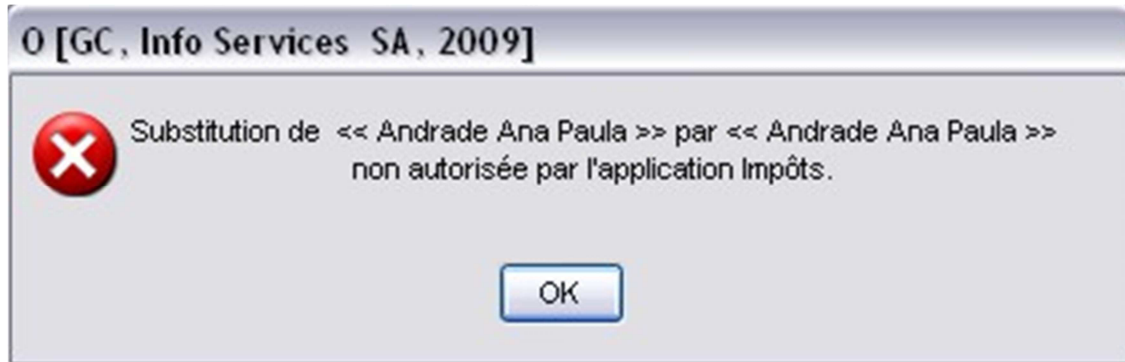 O [GC, Info Services SA, 2009]
Substitution de << Andrade Ana Paula >> par << Andrade Ana Paula >>
non autorisée par l'application Impôts.
OK